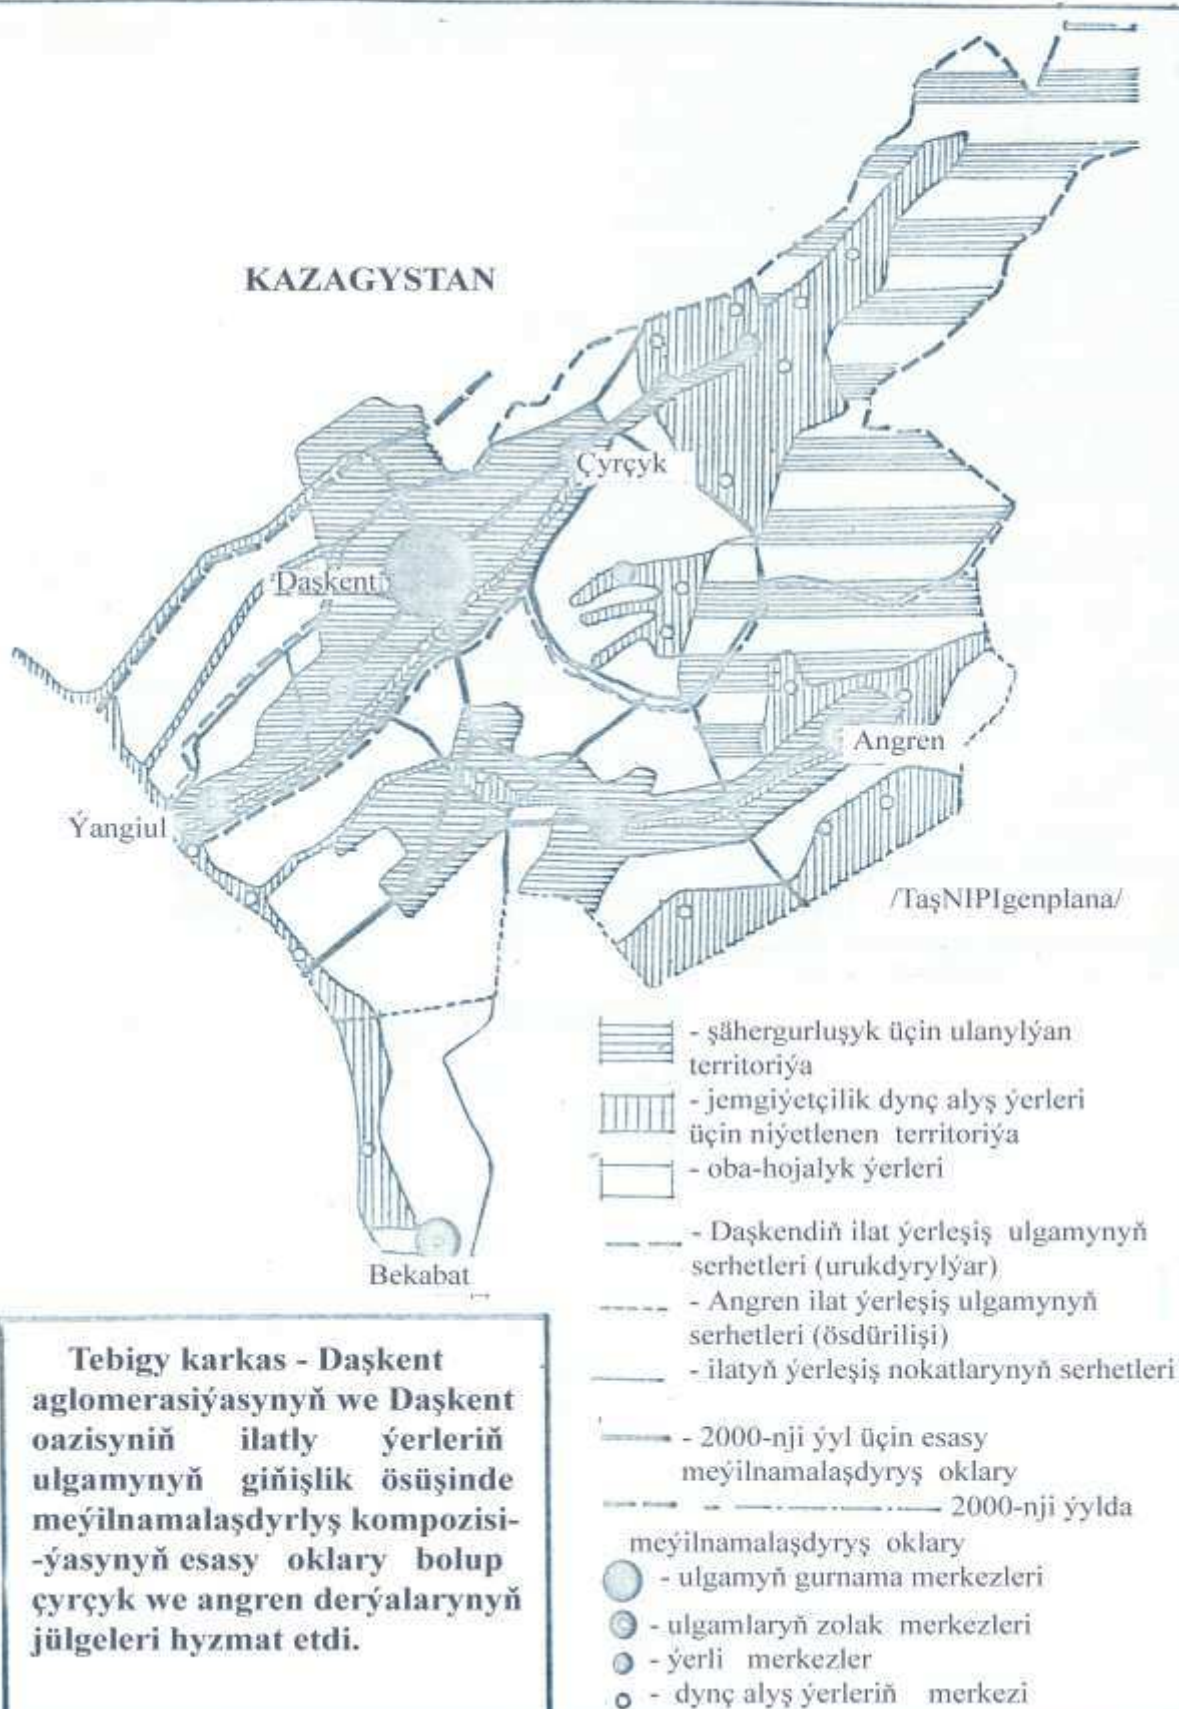 KAZAGYSTAN
Çyrçyk
Daşkent
Angren
Ýangiul
/TaşNIPIgenplana/
Bekabat
- şähergurluşyk üçin ulanylýan
territoriýa
- jemgiýetçilik dynç alyş ýerleri
üçin niýetlenen territoriýa
- oba-hojalyk ýerleri
- Daşkendiň ilat ýerleşiş ulgamynyň
serhetleri (urukdyrylýar)
- Angren ilat ýerleşiş ulgamynyň
serhetleri (ösdürilişi)
- ilatyň ýerleşiş nokatlarynyň serhetleri
- 2000-nji ýyl üçin esasy
meýilnamalaşdyryş oklary
2000-nji ýylda
meýilnamalaşdyryş oklary
- ulgamyň gurnama merkezleri
- ulgamlaryň zolak merkezleri
- ýerli merkezler
- dynç alyş ýerleriň merkezi
Tebigy karkas - Daşkent
aglomerasiýasynyň we Daşkent
oazisyniň ilatly ýerleriň
ulgamynyň giňişlik ösüşinde
meýilnamalaşdyrlyş kompozisi-
-ýasynyň esasy oklary bolup
çyrçyk we angren derýalarynyň
jülgeleri hyzmat etdi.